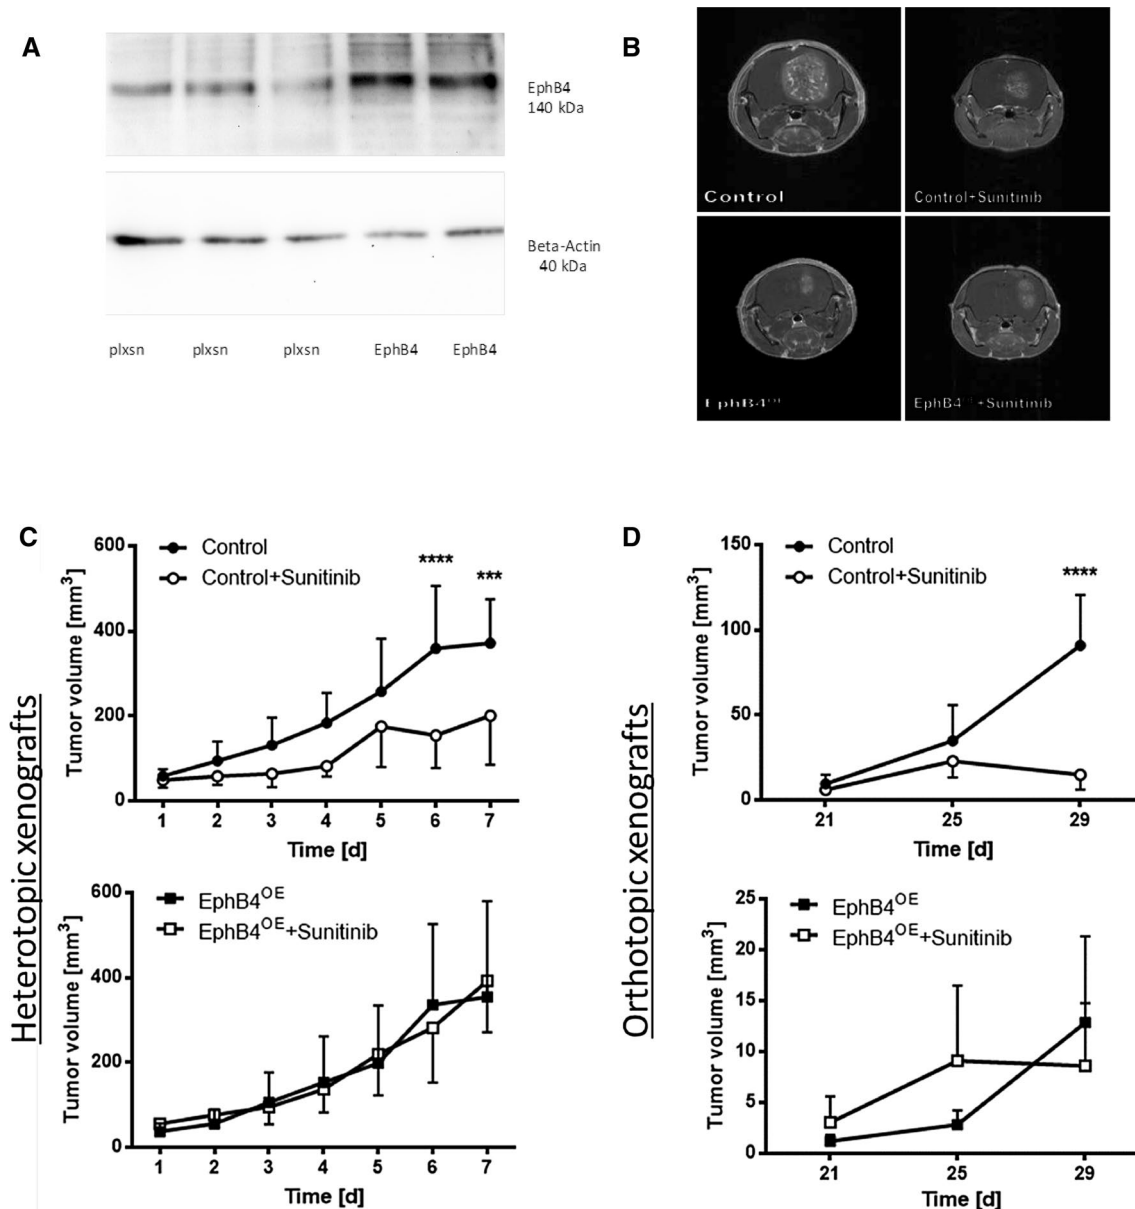 A
EphB4
140 kDa
Beta-Actin
40 kDa
plxsn plxsn plxsn EphB4 EphB4
B
Control
Control+Sunitinib
EphB4
EphB4 +Sunitinib
C
Heterotopic xenografts
Control
Control+Sunitinib
**** ***
Tumor volume [mm³]
600
400
200
0
1 2 3 4 5 6 7
Time [d]
EphB4ᴼᴱ
EphB4ᴼᴱ+Sunitinib
Tumor volume [mm³]
600
400
200
0
1 2 3 4 5 6 7
Time [d]
D
Orthotopic xenografts
Control
Control+Sunitinib
****
Tumor volume [mm³]
150
100
50
0
21 25 29
Time [d]
EphB4ᴼᴱ
EphB4ᴼᴱ+Sunitinib
Tumor volume [mm³]
25
20
15
10
5
0
21 25 29
Time [d]